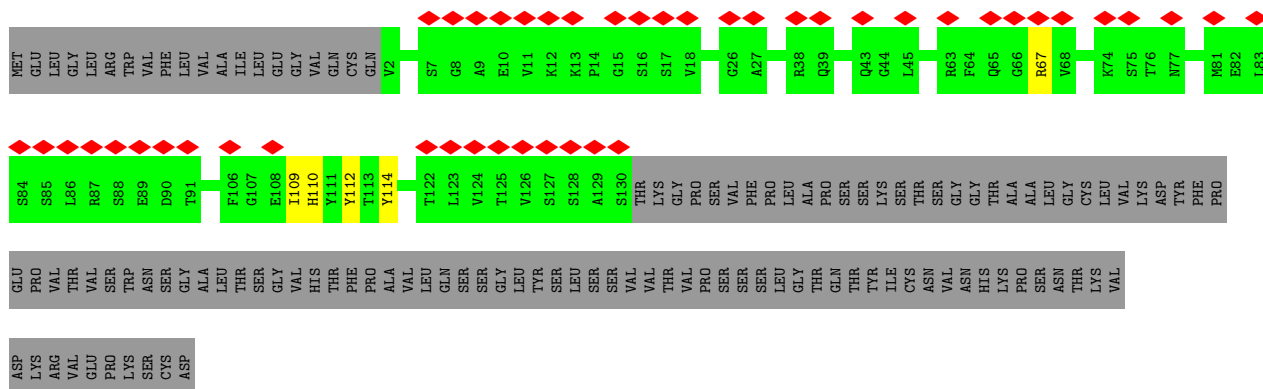 MET GLU LEU GLY LEU ARG TRP VAL PHE LEU VAL ALA ILE LEU GLU GLY VAL GLN CYS GLN V2 S7 G8 A9 E10 V11 K12 K13 P14 G15 S16 S17 V18 G26 A27 R38 Q39 Q43 G44 L45 R63 F64 Q65 G66 R67 V68 K74 S75 T76 N77 M81 E82 L83
S84 S85 L86 R87 S88 E89 D90 T91 F106 G107 E108 I109 H110 Y111 Y112 T113 Y114 T122 L123 V124 T125 V126 S127 S128 A129 S130 THR LYS GLY PRO SER VAL PHE PRO LEU ALA PRO SER SER LYS SER THR SER GLY GLY THR ALA ALA LEU GLY CYS LEU VAL LYS ASP TYR PHE PRO
GLU PRO VAL THR VAL SER TRP ASN SER GLY ALA LEU THR SER GLY VAL HIS THR PHE PRO ALA VAL LEU GLN SER SER GLY LEU TYR SER LEU SER SER VAL VAL THR VAL PRO SER SER SER LEU GLY THR GLN THR TYR ILE CYS ASN VAL ASN HIS LYS PRO SER ASN THR LYS VAL
ASP LYS ARG VAL GLU PRO LYS SER CYS ASP